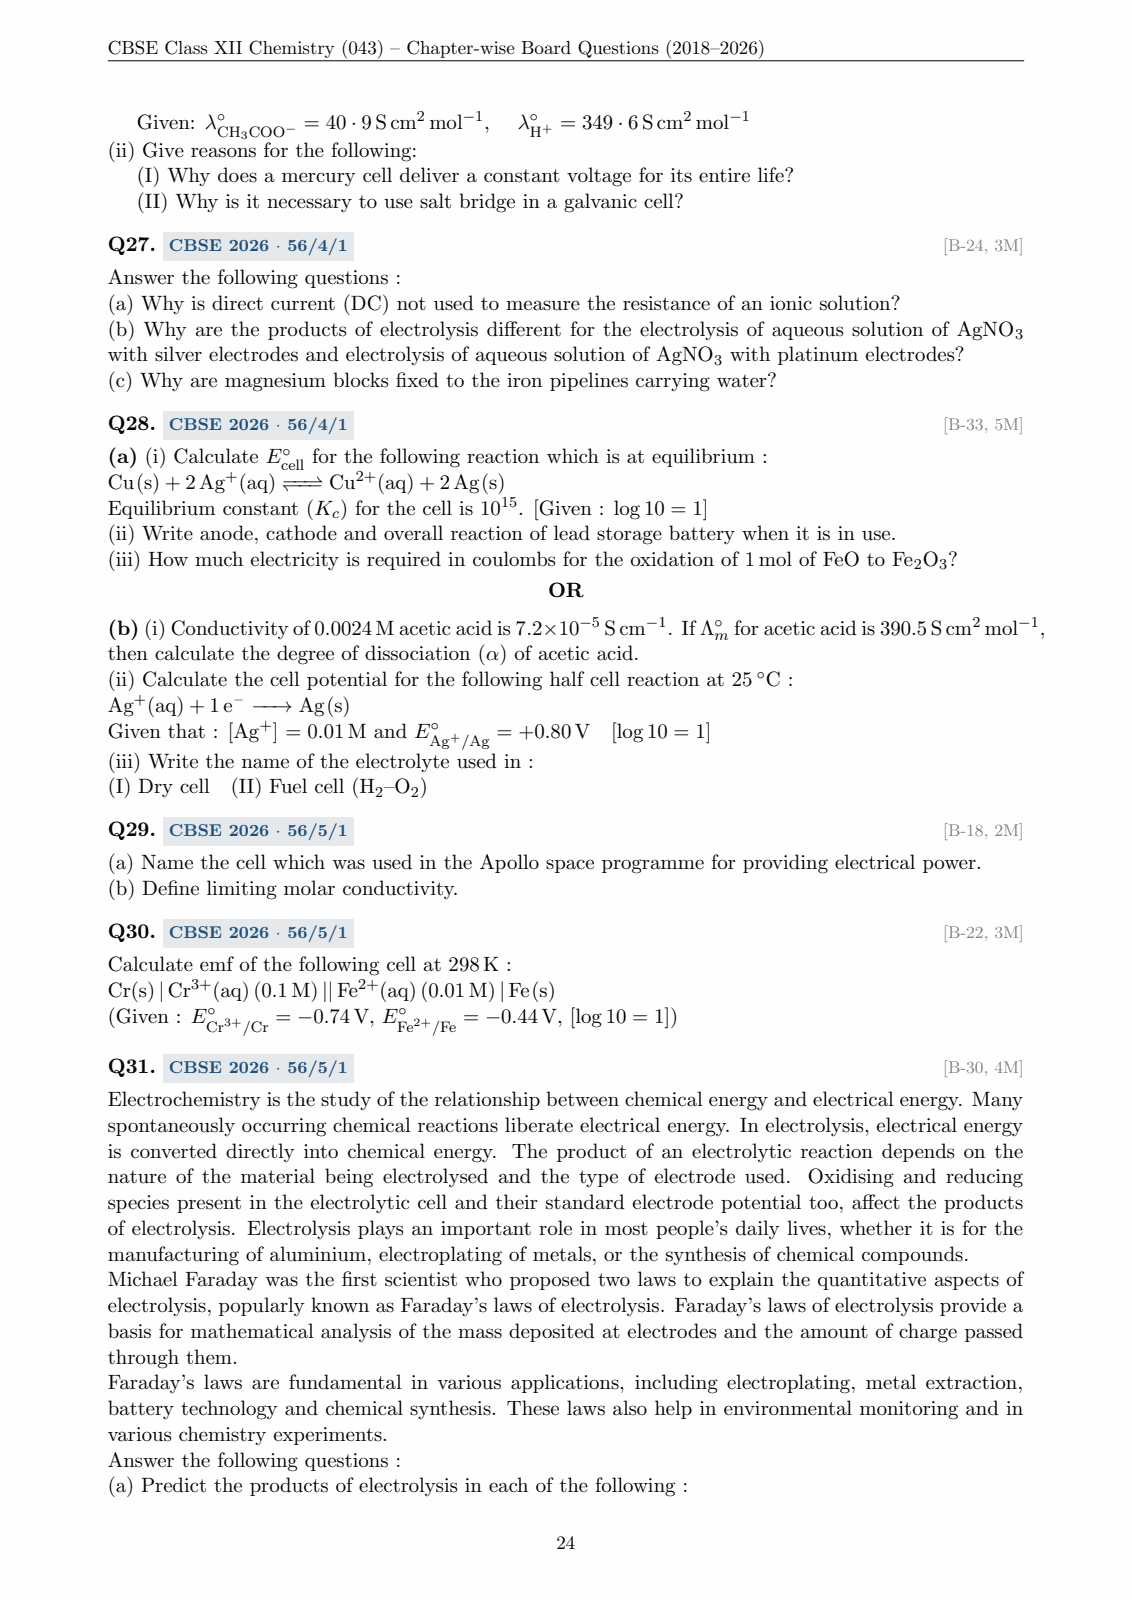 CBSE Class XII Chemistry (043) – Chapter-wise Board Questions (2018–2026)
Given: λ°CH₃COO⁻ = 40·9 S cm² mol⁻¹, λ°H⁺ = 349·6 S cm² mol⁻¹
(ii) Give reasons for the following:
(I) Why does a mercury cell deliver a constant voltage for its entire life?
(II) Why is it necessary to use salt bridge in a galvanic cell?
Q27. CBSE 2026 · 56/4/1 [B-24, 3M]
Answer the following questions :
(a) Why is direct current (DC) not used to measure the resistance of an ionic solution?
(b) Why are the products of electrolysis different for the electrolysis of aqueous solution of AgNO₃
with silver electrodes and electrolysis of aqueous solution of AgNO₃ with platinum electrodes?
(c) Why are magnesium blocks fixed to the iron pipelines carrying water?
Q28. CBSE 2026 · 56/4/1 [B-33, 5M]
(a) (i) Calculate E°cell for the following reaction which is at equilibrium :
Cu(s) + 2 Ag⁺(aq) ⇌ Cu²⁺(aq) + 2 Ag(s)
Equilibrium constant (Kc) for the cell is 10¹⁵. [Given : log 10 = 1]
(ii) Write anode, cathode and overall reaction of lead storage battery when it is in use.
(iii) How much electricity is required in coulombs for the oxidation of 1 mol of FeO to Fe₂O₃?
OR
(b) (i) Conductivity of 0.0024 M acetic acid is 7.2×10⁻⁵ S cm⁻¹. If Λ°m for acetic acid is 390.5 S cm² mol⁻¹,
then calculate the degree of dissociation (α) of acetic acid.
(ii) Calculate the cell potential for the following half cell reaction at 25 °C :
Ag⁺(aq) + 1 e⁻ ⟶ Ag(s)
Given that : [Ag⁺] = 0.01 M and E°Ag⁺/Ag = +0.80 V [log 10 = 1]
(iii) Write the name of the electrolyte used in :
(I) Dry cell (II) Fuel cell (H₂–O₂)
Q29. CBSE 2026 · 56/5/1 [B-18, 2M]
(a) Name the cell which was used in the Apollo space programme for providing electrical power.
(b) Define limiting molar conductivity.
Q30. CBSE 2026 · 56/5/1 [B-22, 3M]
Calculate emf of the following cell at 298 K :
Cr(s) | Cr³⁺(aq) (0.1 M) || Fe²⁺(aq) (0.01 M) | Fe(s)
(Given : E°Cr³⁺/Cr = −0.74 V, E°Fe²⁺/Fe = −0.44 V, [log 10 = 1])
Q31. CBSE 2026 · 56/5/1 [B-30, 4M]
Electrochemistry is the study of the relationship between chemical energy and electrical energy. Many
spontaneously occurring chemical reactions liberate electrical energy. In electrolysis, electrical energy
is converted directly into chemical energy. The product of an electrolytic reaction depends on the
nature of the material being electrolysed and the type of electrode used. Oxidising and reducing
species present in the electrolytic cell and their standard electrode potential too, affect the products
of electrolysis. Electrolysis plays an important role in most people's daily lives, whether it is for the
manufacturing of aluminium, electroplating of metals, or the synthesis of chemical compounds.
Michael Faraday was the first scientist who proposed two laws to explain the quantitative aspects of
electrolysis, popularly known as Faraday's laws of electrolysis. Faraday's laws of electrolysis provide a
basis for mathematical analysis of the mass deposited at electrodes and the amount of charge passed
through them.
Faraday's laws are fundamental in various applications, including electroplating, metal extraction,
battery technology and chemical synthesis. These laws also help in environmental monitoring and in
various chemistry experiments.
Answer the following questions :
(a) Predict the products of electrolysis in each of the following :
24